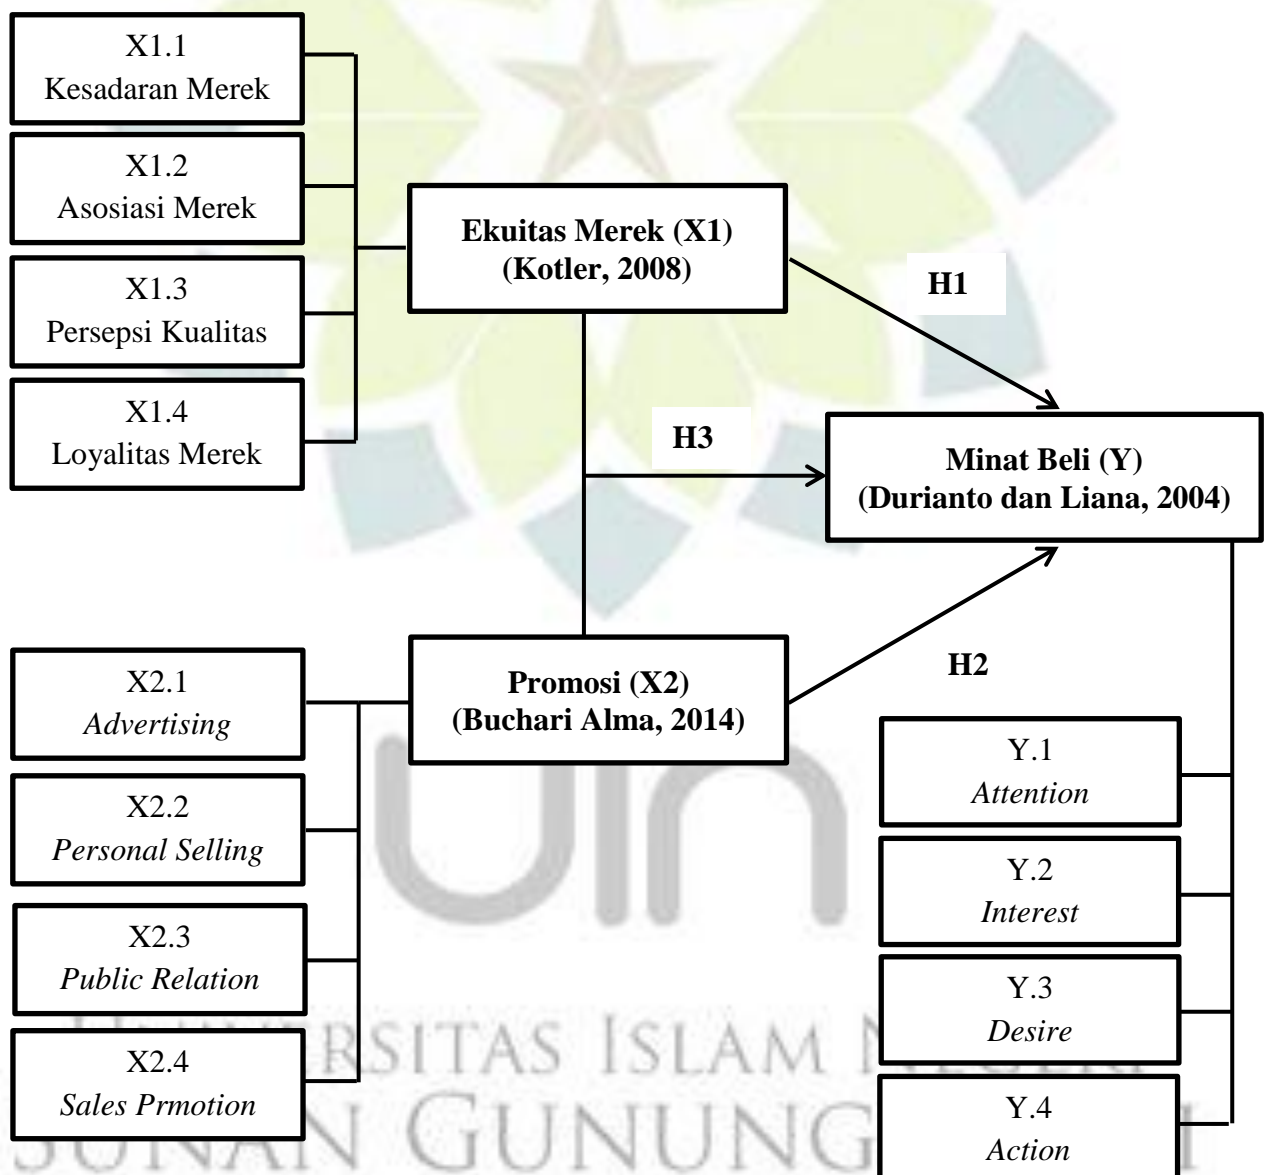 X1.1
Kesadaran Merek
X1.2
Asosiasi Merek
X1.3
Persepsi Kualitas
X1.4
Loyalitas Merek
Ekuitas Merek (X1)
(Kotler, 2008)
H1
H3
Minat Beli (Y)
(Durianto dan Liana, 2004)
Promosi (X2)
(Buchari Alma, 2014)
H2
X2.1
Advertising
X2.2
Personal Selling
X2.3
Public Relation
X2.4
Sales Prmotion
Y.1
Attention
Y.2
Interest
Y.3
Desire
Y.4
Action
uin
ISLAM
GUNUNG